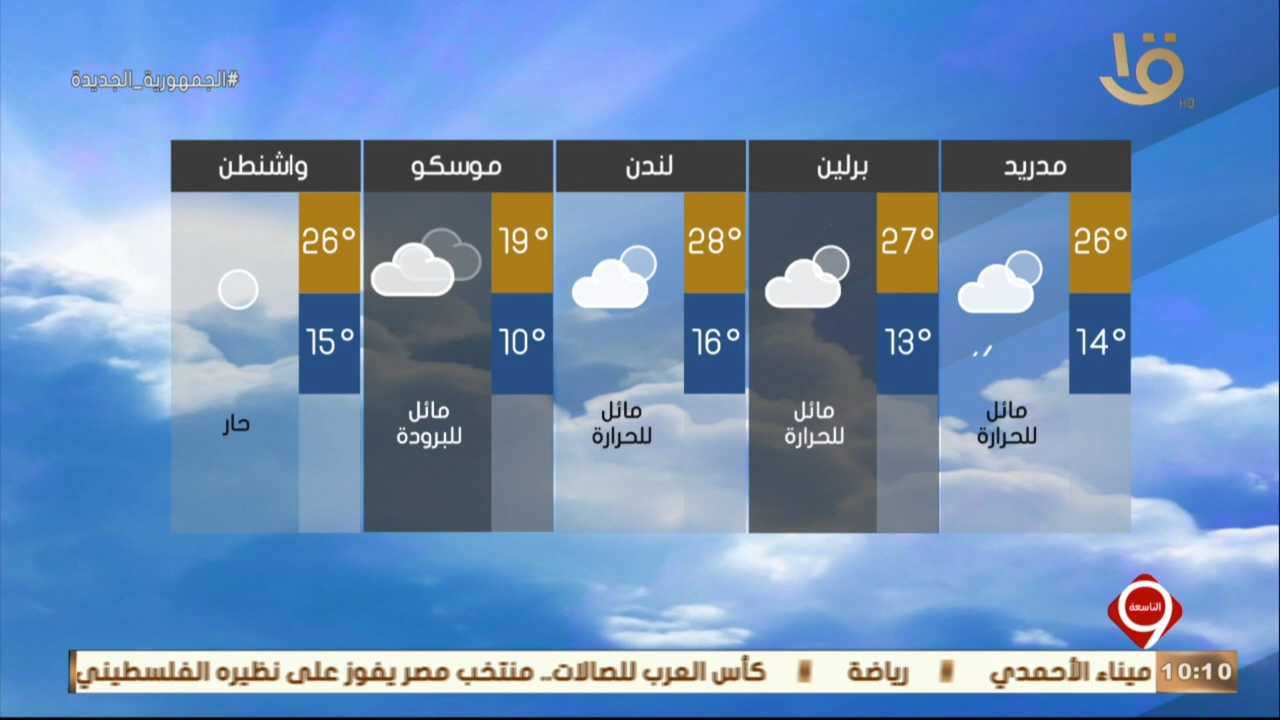 #الجمهورية_الجديدة
HD
مدريد
26°
14°
مائل
للحرارة
برلين
27°
13°
مائل
للحرارة
لندن
28°
16°
مائل
للحرارة
موسكو
19°
10°
مائل
للبرودة
واشنطن
26°
15°
حار
التاسعة
9
10:10 ميناء الأحمدي رياضة كأس العرب للصالات.. منتخب مصر يفوز على نظيره الفلسطيني